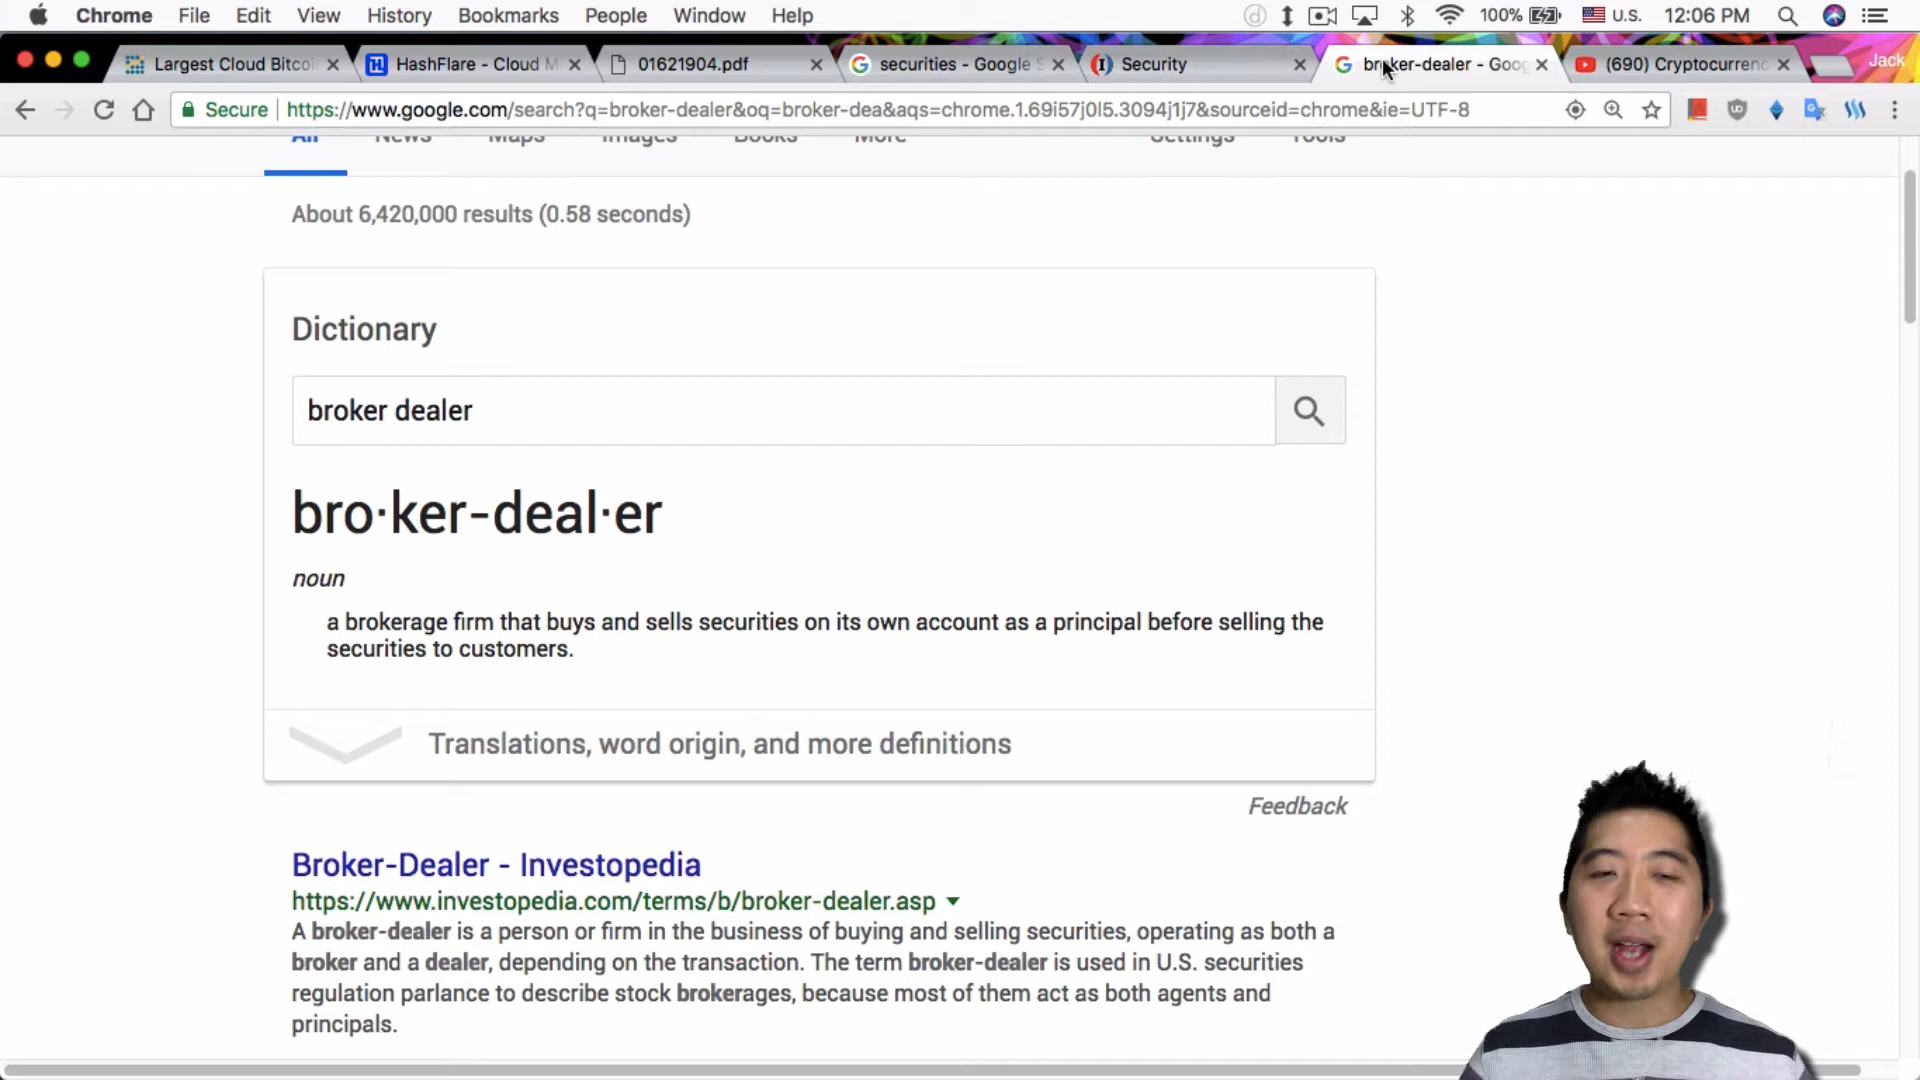 Chrome File Edit View History Bookmarks People Window Help 100% U.S. 12:06 PM
Largest Cloud Bitcoi HashFlare - Cloud M 01621904.pdf securities - Google S Security broker-dealer - Goog (690) Cryptocurrenc Jack
Secure https://www.google.com/search?q=broker-dealer&oq=broker-dea&aqs=chrome.1.69i57j0l5.3094j1j7&sourceid=chrome&ie=UTF-8
All News Maps Images Books More Settings Tools
About 6,420,000 results (0.58 seconds)
Dictionary
broker dealer
bro·ker-deal·er
noun
a brokerage firm that buys and sells securities on its own account as a principal before selling the
securities to customers.
Translations, word origin, and more definitions
Feedback
Broker-Dealer - Investopedia
https://www.investopedia.com/terms/b/broker-dealer.asp
A broker-dealer is a person or firm in the business of buying and selling securities, operating as both a
broker and a dealer, depending on the transaction. The term broker-dealer is used in U.S. securities
regulation parlance to describe stock brokerages, because most of them act as both agents and
principals.